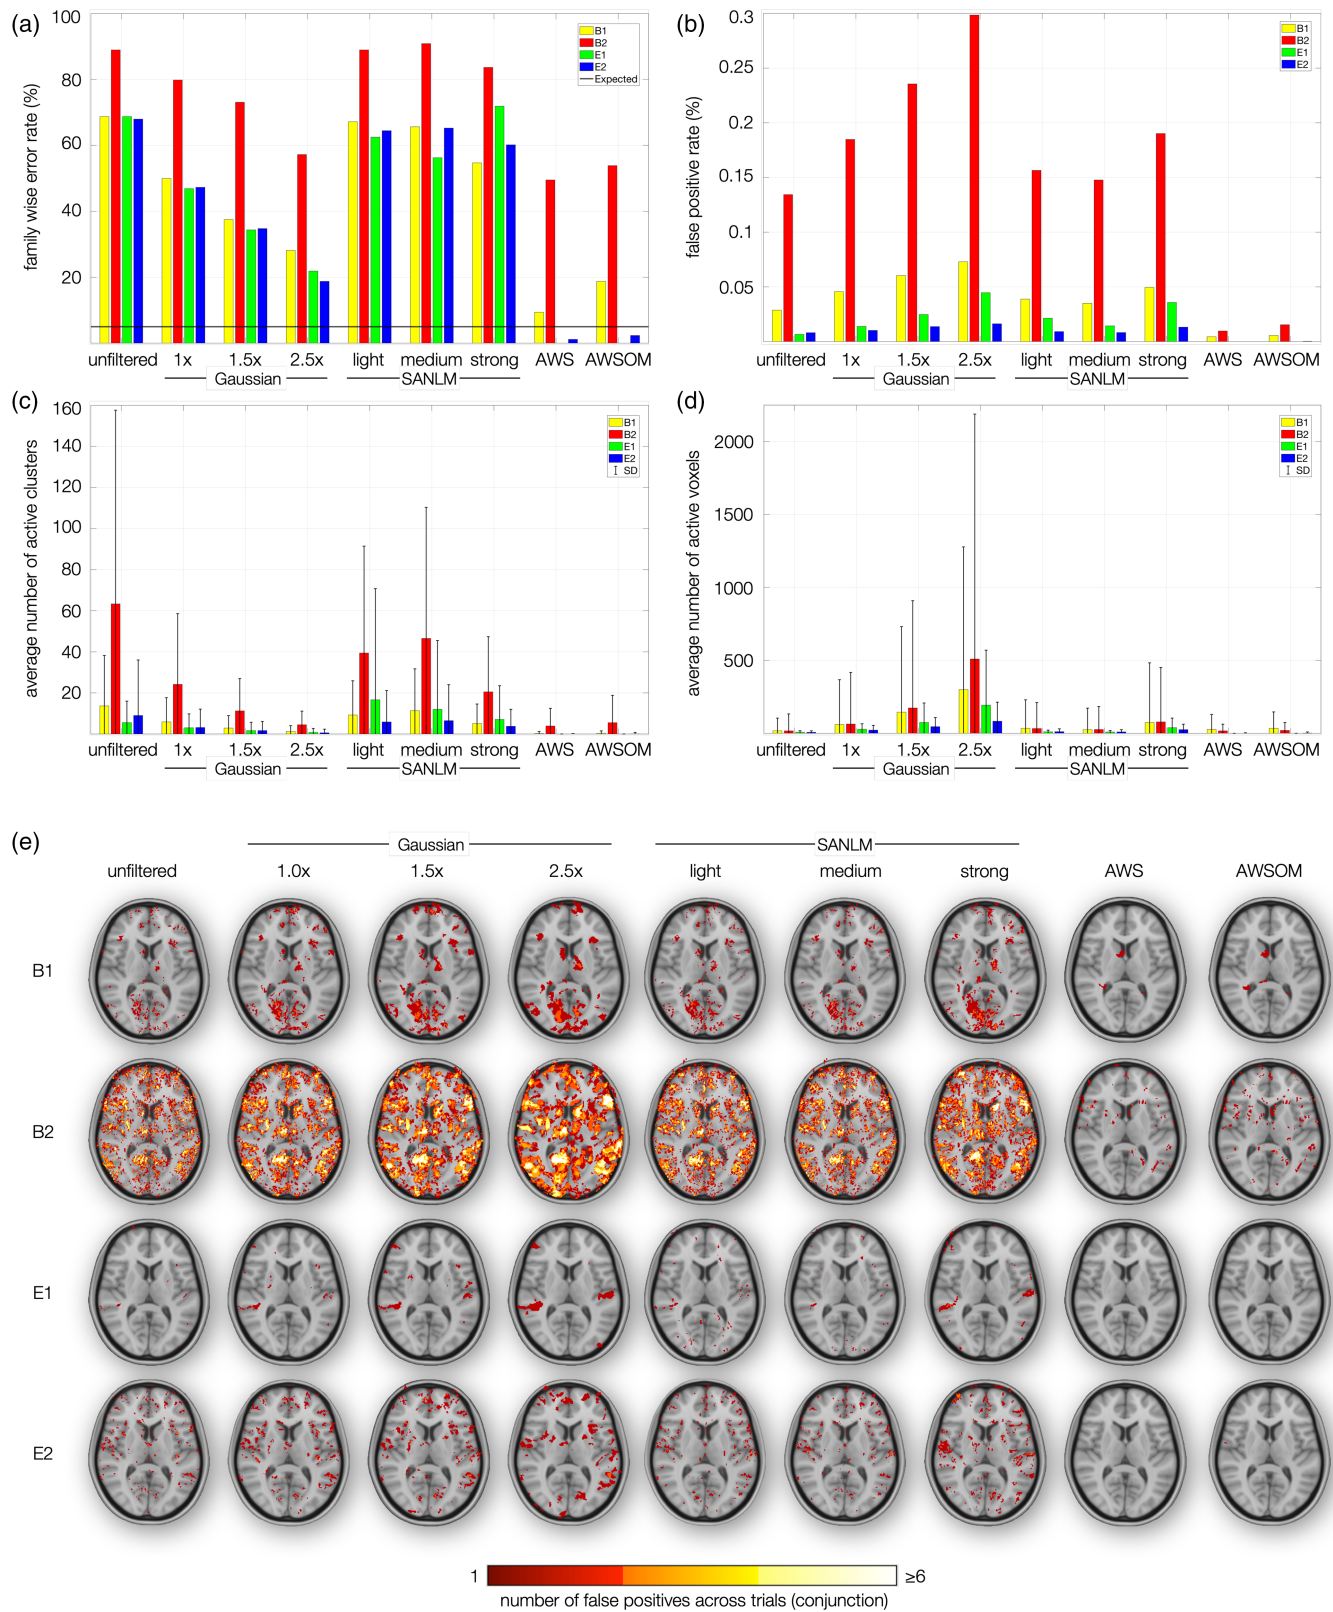 (a)
family wise error rate (%)
100
80
60
40
20
B1
B2
E1
E2
Expected
unfiltered 1x 1.5x 2.5x light medium strong AWS AWSOM
Gaussian SANLM
(b)
false positive rate (%)
0.3
0.25
0.2
0.15
0.1
0.05
B1
B2
E1
E2
unfiltered 1x 1.5x 2.5x light medium strong AWS AWSOM
Gaussian SANLM
(c)
average number of active clusters
160
140
120
100
80
60
40
20
B1
B2
E1
E2
SD
unfiltered 1x 1.5x 2.5x light medium strong AWS AWSOM
Gaussian SANLM
(d)
average number of active voxels
2000
1500
1000
500
B1
B2
E1
E2
SD
unfiltered 1x 1.5x 2.5x light medium strong AWS AWSOM
Gaussian SANLM
(e)
Gaussian SANLM
unfiltered 1.0x 1.5x 2.5x light medium strong AWS AWSOM
B1
B2
E1
E2
1 ≥6
number of false positives across trials (conjunction)